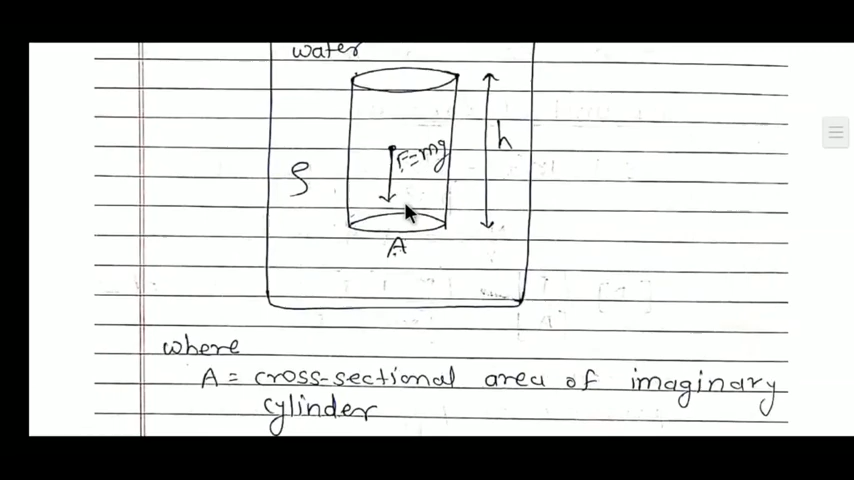 water
F=mg
h
ρ
A
where
A = cross-sectional area of imaginary
cylinder